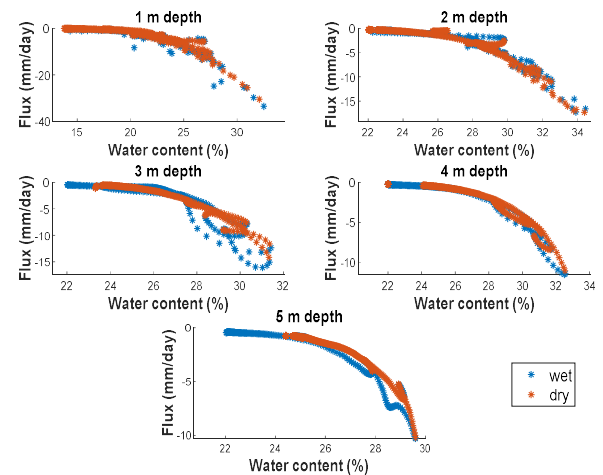 1 m depth
0
-20
-40
Flux (mm/day)
15
20
25
30
Water content (%)
2 m depth
0
-5
-10
-15
Flux (mm/day)
22
24
26
28
30
32
34
Water content (%)
3 m depth
0
-5
-10
-15
Flux (mm/day)
22
24
26
28
30
32
34
Water content (%)
4 m depth
0
-5
-10
Flux (mm/day)
22
24
26
28
30
32
34
Water content (%)
5 m depth
0
-5
-10
Flux (mm/day)
22
24
26
28
30
Water content (%)
wet
dry